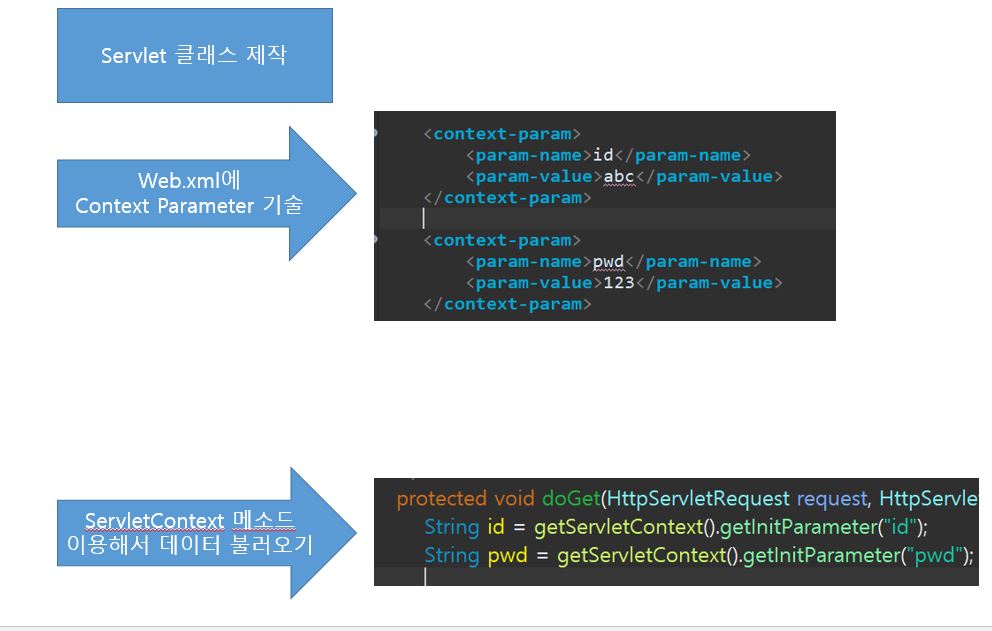 Servlet 클래스 제작
Web.xml에
Context Parameter 기술
<context-param>
<param-name>id</param-name>
<param-value>abc</param-value>
</context-param>
<context-param>
<param-name>pwd</param-name>
<param-value>123</param-value>
</context-param>
ServletContext 메소드
이용해서 데이터 불러오기
protected void doGet(HttpServletRequest request, HttpServle
String id = getServletContext().getInitParameter("id");
String pwd = getServletContext().getInitParameter("pwd");